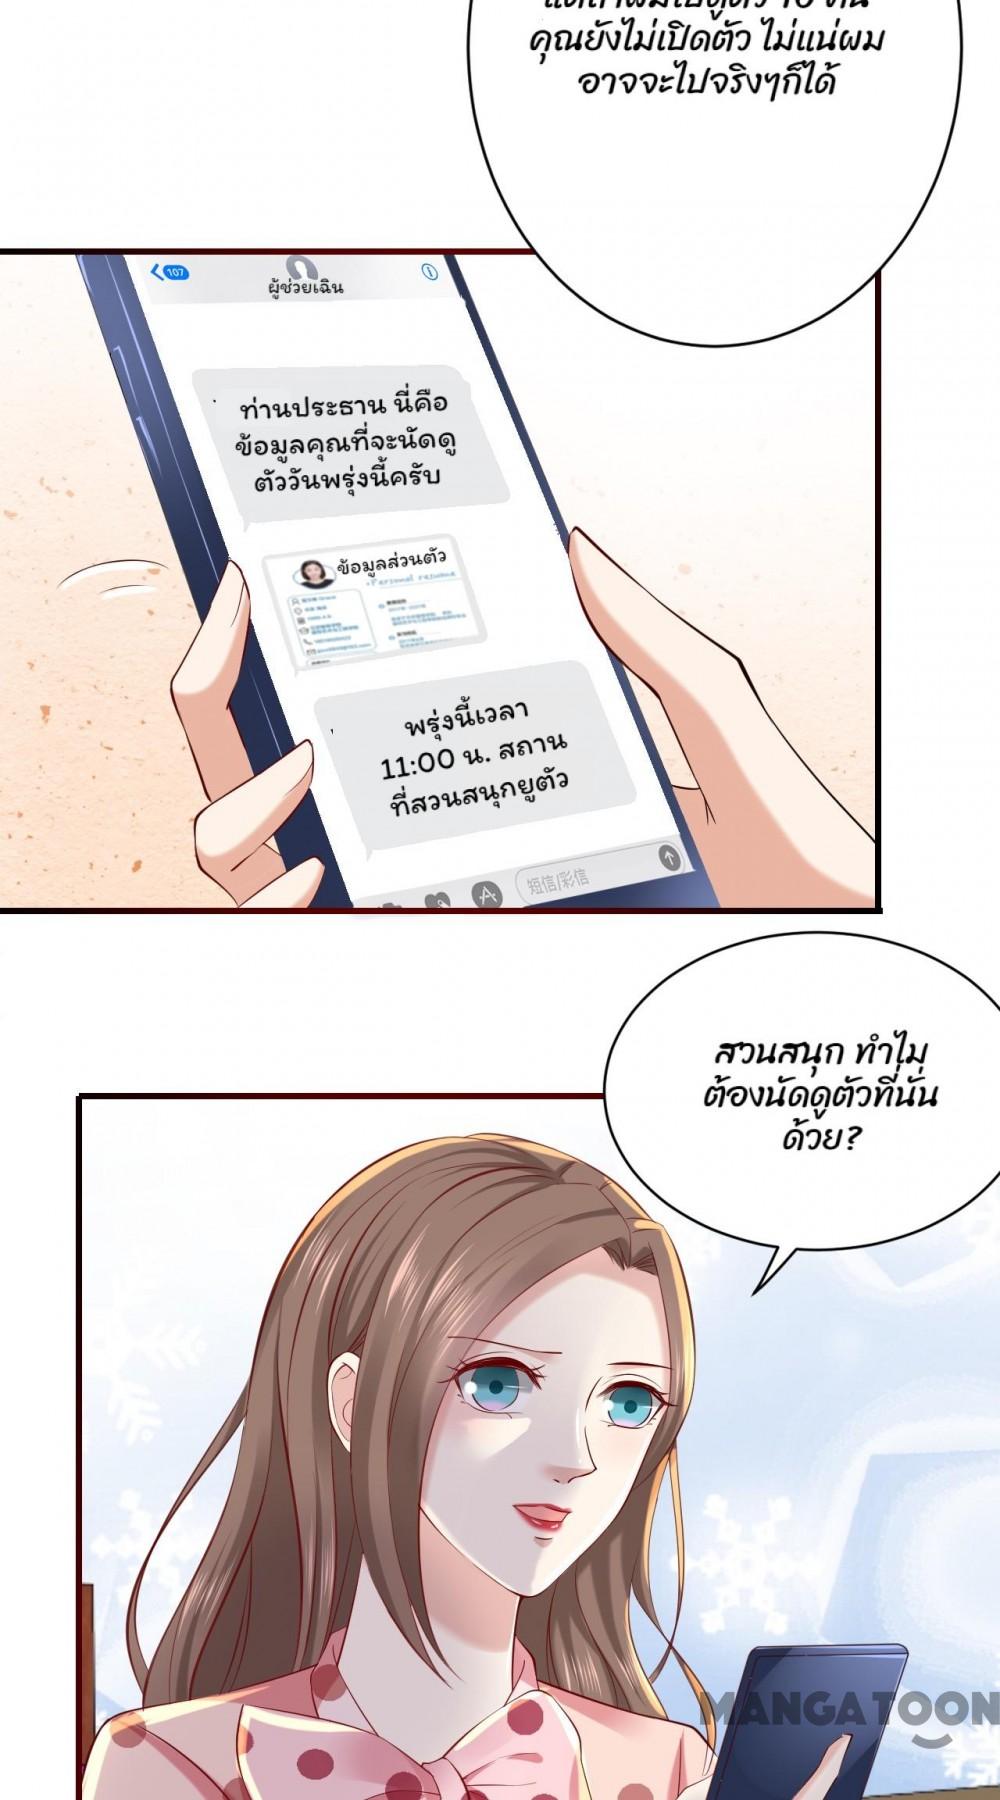 คุณยังไม่เปิดตัว ไม่แน่ผม
อาจจะไปจริงๆก็ได้
107
ผู้ช่วยเฉิน
ท่านประธาน นี่คือ
ข้อมูลคุณที่จะนัดดู
ตัววันพรุ่งนี้ครับ
ข้อมูลส่วนตัว
Personal resume
พรุ่งนี้เวลา
11:00 น. สถาน
ที่สวนสนุกยูตัว
短信/彩信
สวนสนุก ทำไม
ต้องนัดดูตัวที่นั่น
ด้วย?
MANGATOON